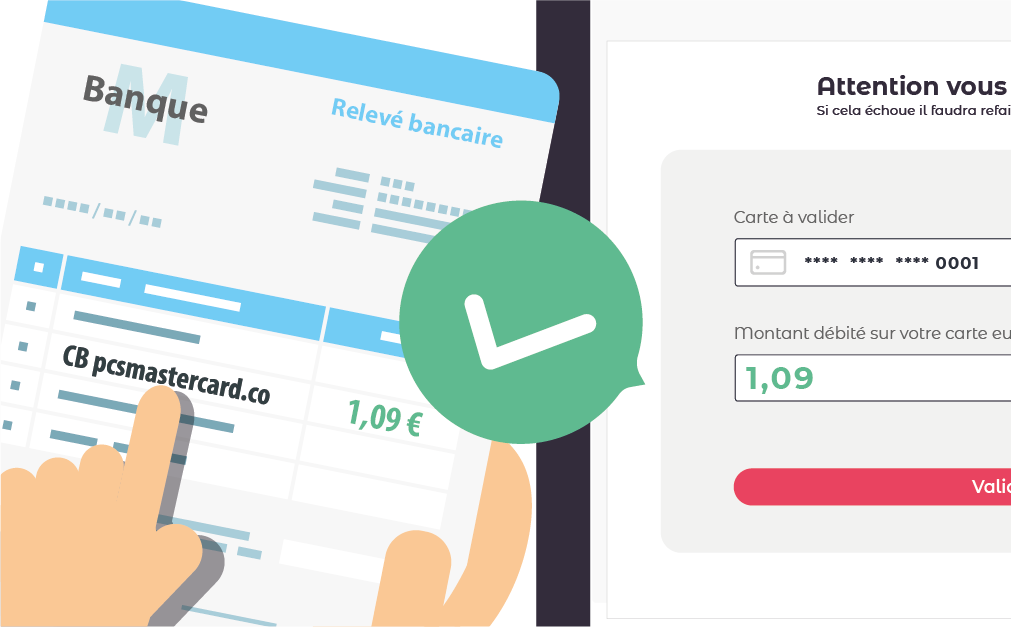 M
Banque
Relevé bancaire
CB pcsmastercard.co
1,09 €
Attention vous
Si cela échoue il faudra refai
Carte à valider
**** **** **** 0001
Montant débité sur votre carte eu
1,09
Valid